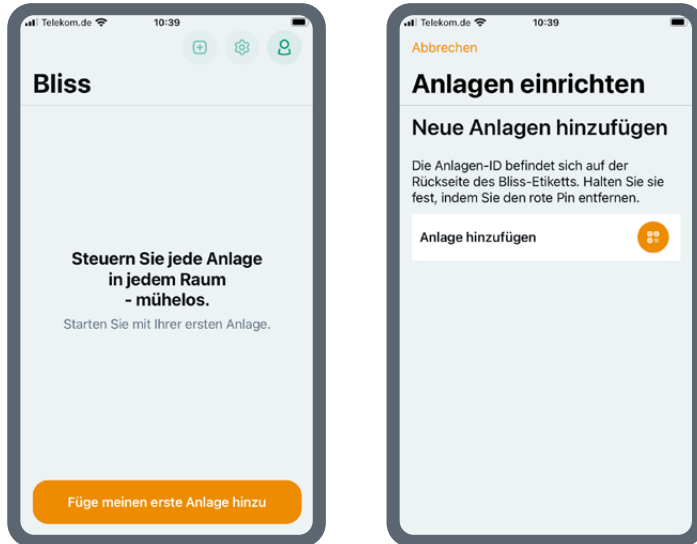 Telekom.de 10:39
Bliss
Steuern Sie jede Anlage
in jedem Raum
- mühelos.
Starten Sie mit Ihrer ersten Anlage.
Füge meinen erste Anlage hinzu
Telekom.de 10:39
Abbrechen
Anlagen einrichten
Neue Anlagen hinzufügen
Die Anlagen-ID befindet sich auf der
Rückseite des Bliss-Etiketts. Halten Sie sie
fest, indem Sie den rote Pin entfernen.
Anlage hinzufügen